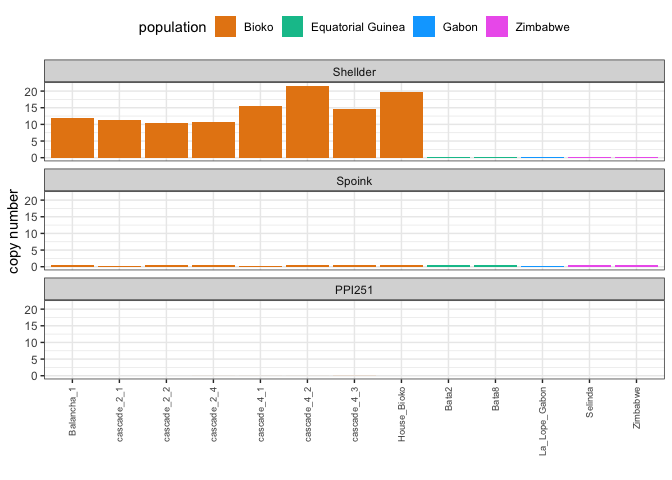 population Bioko Equatorial Guinea Gabon Zimbabwe
Shellder
20
15
10
5
0
Spoink
20
15
10
5
0
PPI251
20
15
10
5
0
copy number
Balancha_1
cascade_2_1
cascade_2_2
cascade_2_4
cascade_4_1
cascade_4_2
cascade_4_3
House_Bioko
Bata2
Bata8
La_Lope_Gabon
Selinda
Zimbabwe